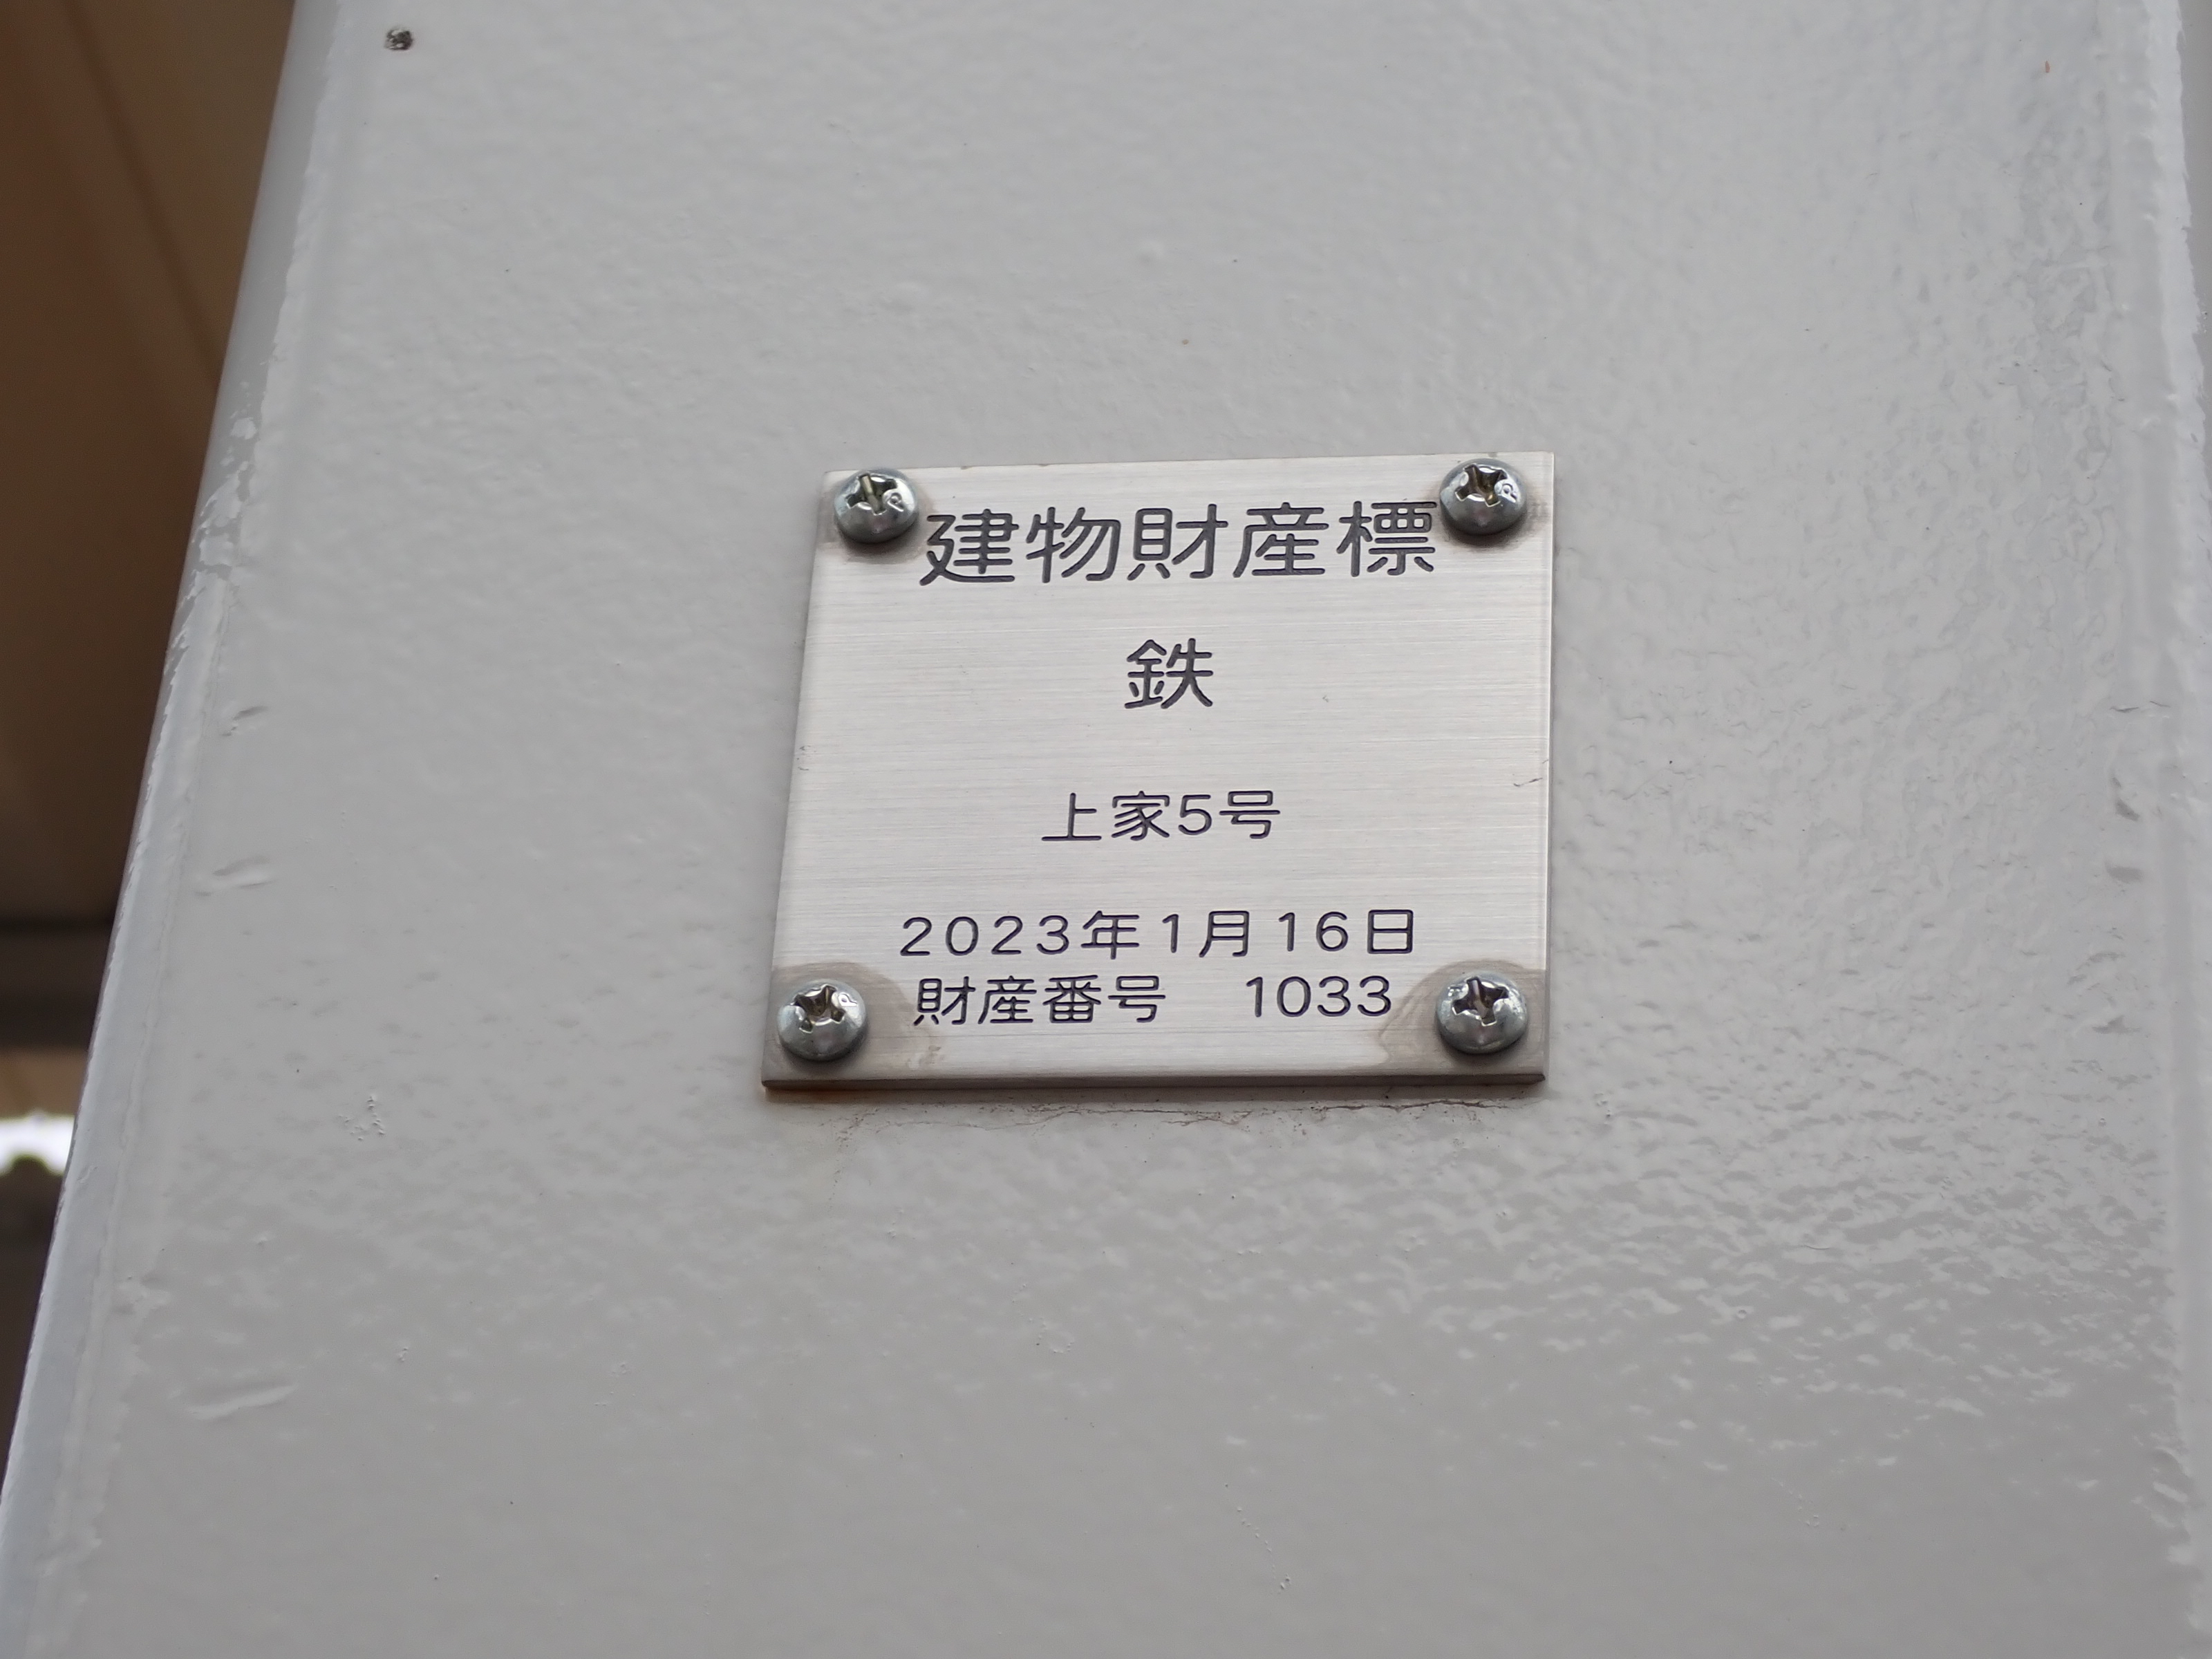 建物財産標
鉄
上家5号
2023年1月16日
財産番号　1033